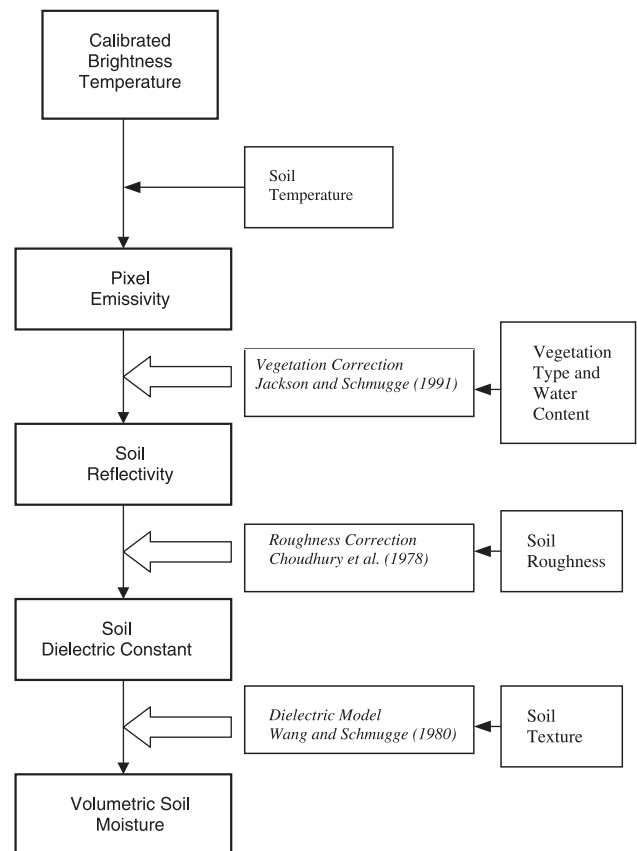 Calibrated
Brightness
Temperature
Soil
Temperature
Pixel
Emissivity
Vegetation Correction
Jackson and Schmugge (1991)
Vegetation
Type and
Water
Content
Soil
Reflectivity
Roughness Correction
Choudhury et al. (1978)
Soil
Roughness
Soil
Dielectric Constant
Dielectric Model
Wang and Schmugge (1980)
Soil
Texture
Volumetric Soil
Moisture